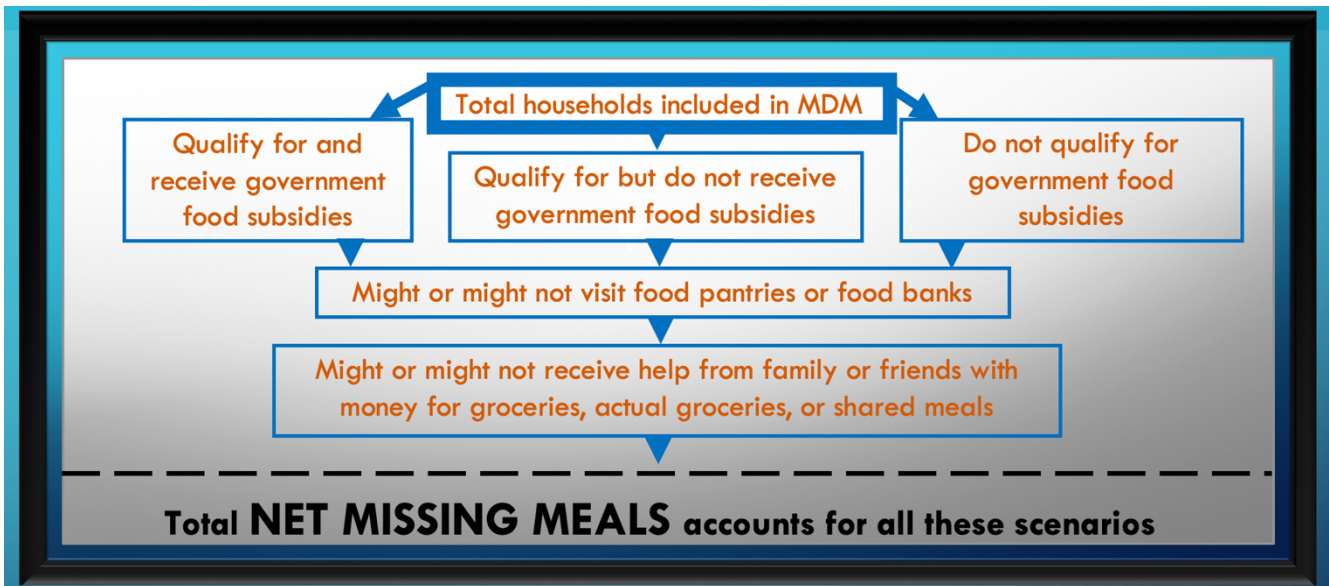 Total households included in MDM
Qualify for and
receive government
food subsidies
Qualify for but do not receive
government food subsidies
Do not qualify for
government food
subsidies
Might or might not visit food pantries or food banks
Might or might not receive help from family or friends with
money for groceries, actual groceries, or shared meals
Total NET MISSING MEALS accounts for all these scenarios